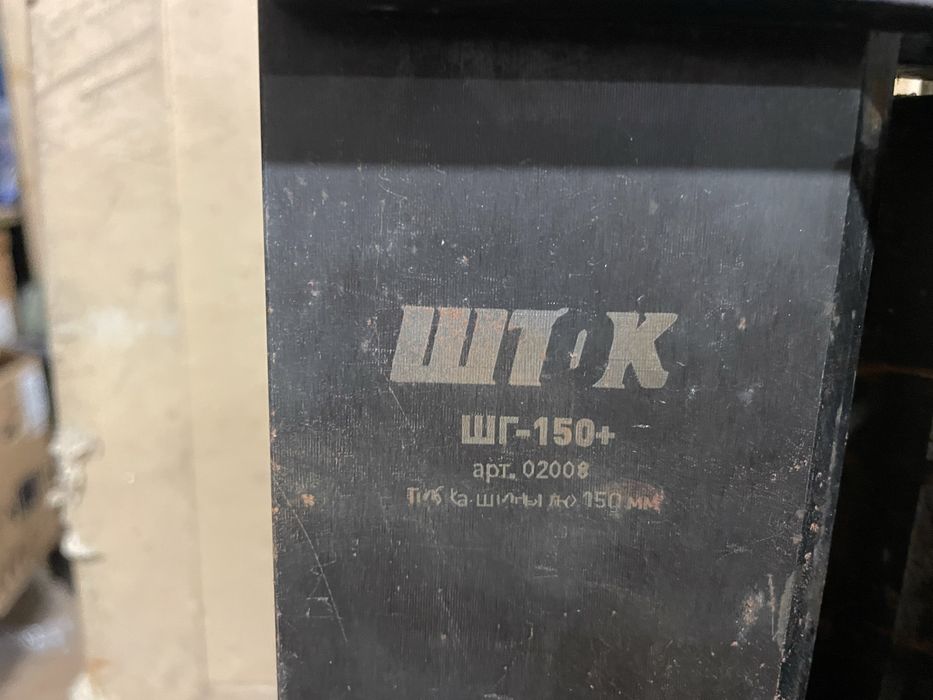 ШТОК
ШГ-150+
арт. 02008
Гибка шины до 150 мм